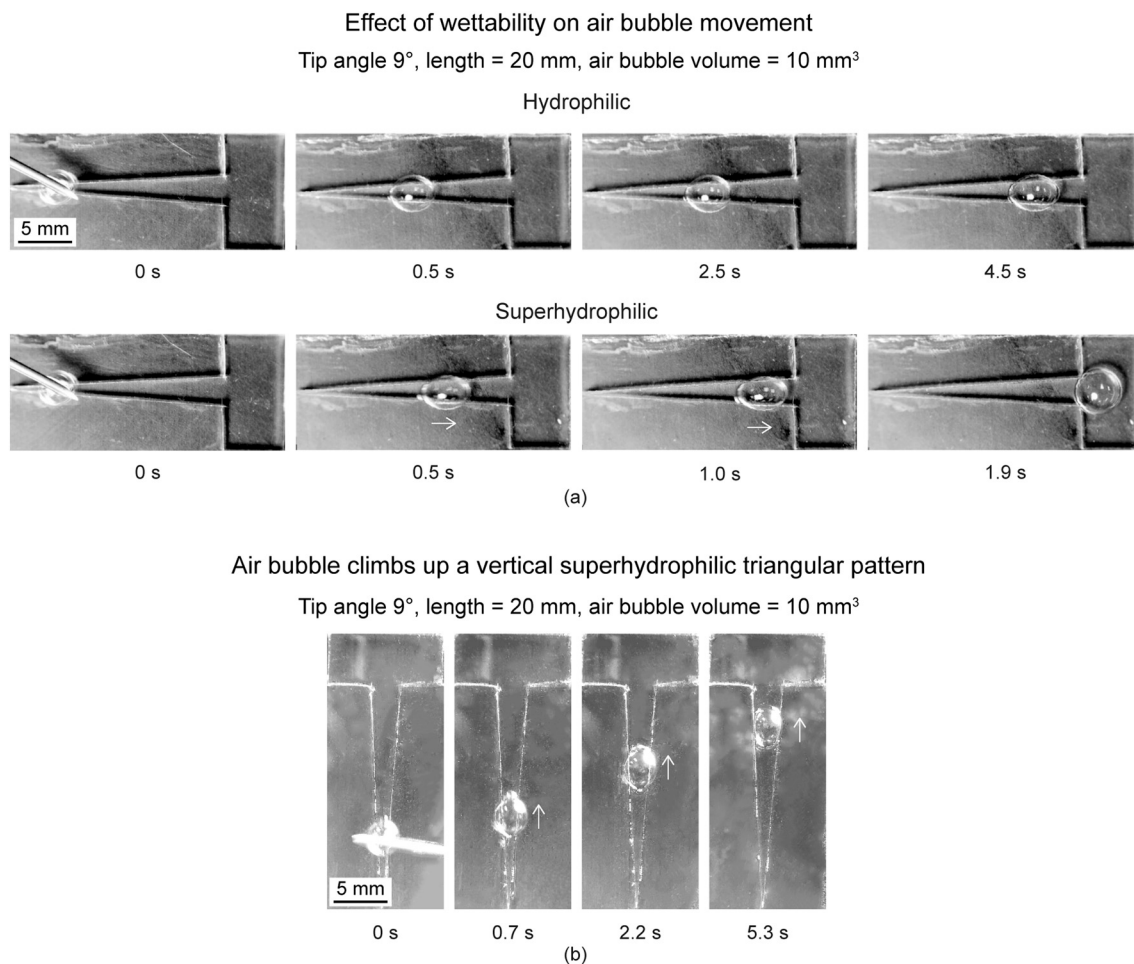 Effect of wettability on air bubble movement
Tip angle 9°, length = 20 mm, air bubble volume = 10 mm³
Hydrophilic
5 mm
0 s 0.5 s 2.5 s 4.5 s
Superhydrophilic
0 s 0.5 s 1.0 s 1.9 s
(a)
Air bubble climbs up a vertical superhydrophilic triangular pattern
Tip angle 9°, length = 20 mm, air bubble volume = 10 mm³
5 mm
0 s 0.7 s 2.2 s 5.3 s
(b)